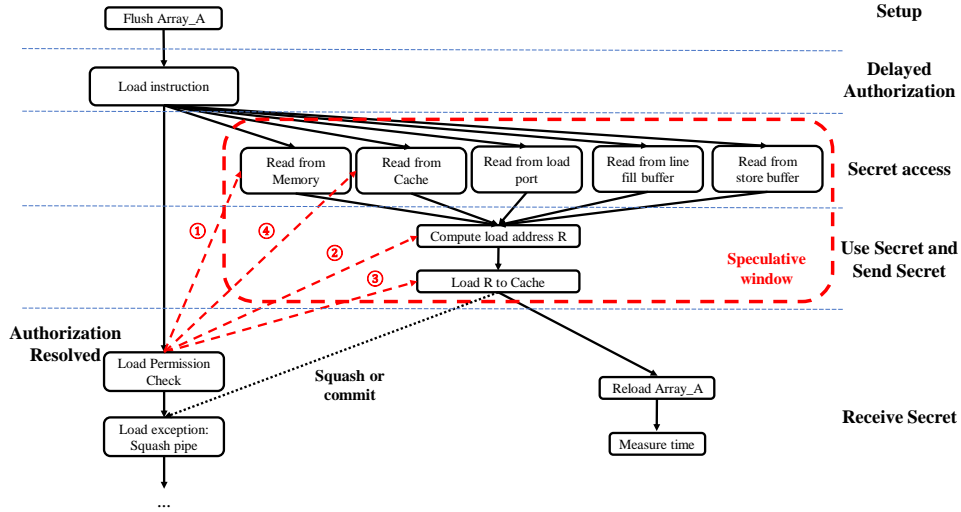 Flush Array_A
Setup
Load instruction
Delayed
Authorization
Read from
Memory
Read from
Cache
Read from load
port
Read from line
fill buffer
Read from
store buffer
Secret access
①
④
②
③
Compute load address R
Load R to Cache
Speculative
window
Use Secret and
Send Secret
Authorization
Resolved
Load Permission
Check
Squash or
commit
Reload Array_A
Receive Secret
Load exception:
Squash pipe
Measure time
...